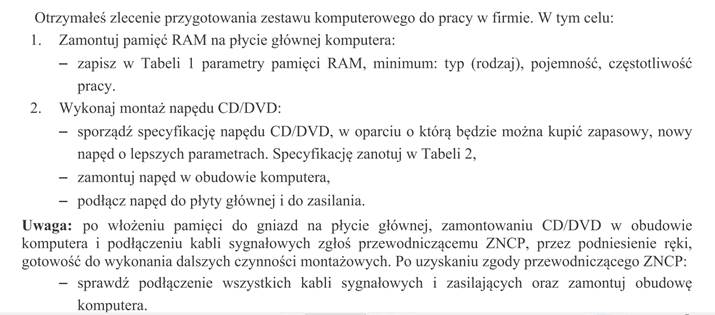 Otrzymałeś zlecenie przygotowania zestawu komputerowego do pracy w firmie. W tym celu:
1. Zamontuj pamięć RAM na płycie głównej komputera:
– zapisz w Tabeli 1 parametry pamięci RAM, minimum: typ (rodzaj), pojemność, częstotliwość
pracy.
2. Wykonaj montaż napędu CD/DVD:
– sporządź specyfikację napędu CD/DVD, w oparciu o którą będzie można kupić zapasowy, nowy
napęd o lepszych parametrach. Specyfikację zanotuj w Tabeli 2,
– zamontuj napęd w obudowie komputera,
– podłącz napęd do płyty głównej i do zasilania.
Uwaga: po włożeniu pamięci do gniazd na płycie głównej, zamontowaniu CD/DVD w obudowie
komputera i podłączeniu kabli sygnałowych zgłoś przewodniczącemu ZNCP, przez podniesienie ręki,
gotowość do wykonania dalszych czynności montażowych. Po uzyskaniu zgody przewodniczącego ZNCP:
– sprawdź podłączenie wszystkich kabli sygnałowych i zasilających oraz zamontuj obudowę
komputera.